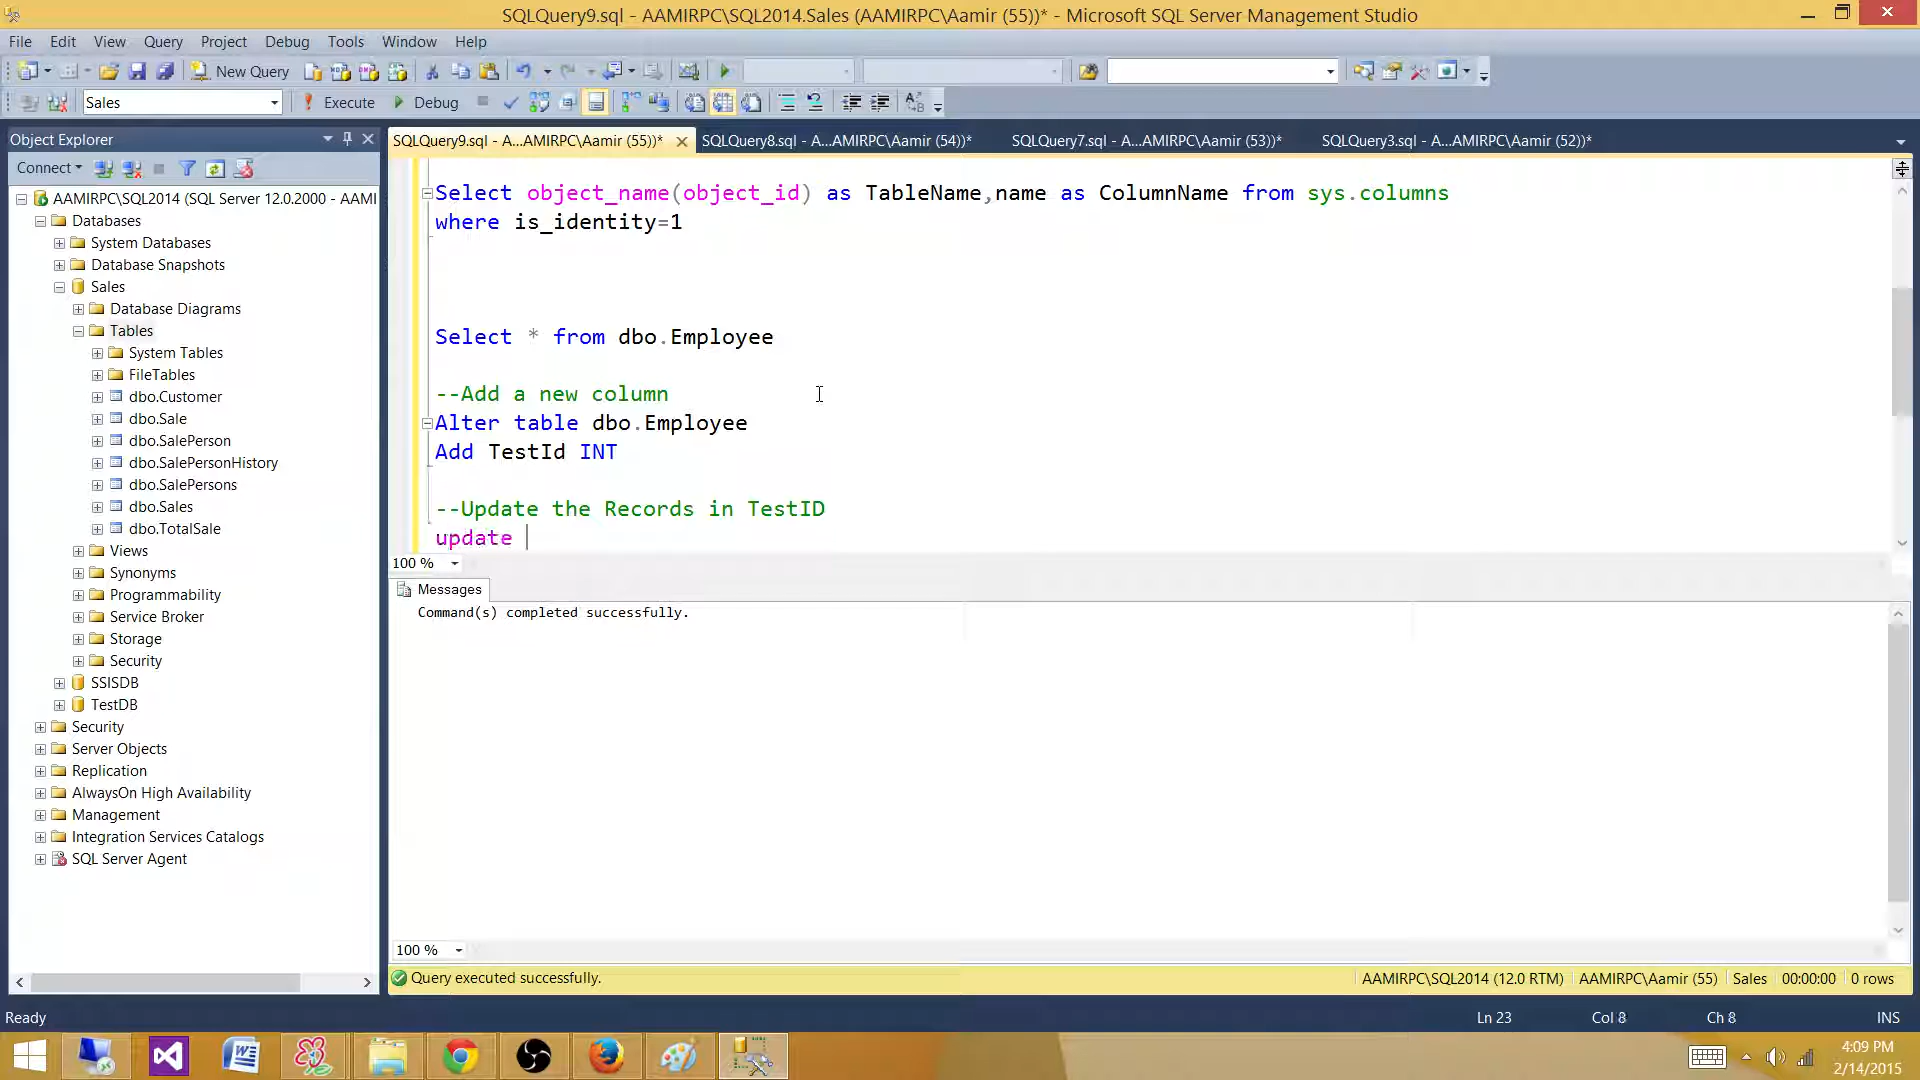 SQLQuery9.sql - AAMIRPC\SQL2014.Sales (AAMIRPC\Aamir (55))* - Microsoft SQL Server Management Studio
File Edit View Query Project Debug Tools Window Help
New Query
Sales Execute Debug
Object Explorer
Connect
AAMIRPC\SQL2014 (SQL Server 12.0.2000 - AAMI
Databases
System Databases
Database Snapshots
Sales
Database Diagrams
Tables
System Tables
FileTables
dbo.Customer
dbo.Sale
dbo.SalePerson
dbo.SalePersonHistory
dbo.SalePersons
dbo.Sales
dbo.TotalSale
Views
Synonyms
Programmability
Service Broker
Storage
Security
SSISDB
TestDB
Security
Server Objects
Replication
AlwaysOn High Availability
Management
Integration Services Catalogs
SQL Server Agent
SQLQuery9.sql - A...AMIRPC\Aamir (55))* SQLQuery8.sql - A...AMIRPC\Aamir (54))* SQLQuery7.sql - A...AMIRPC\Aamir (53))* SQLQuery3.sql - A...AMIRPC\Aamir (52))*
Select object_name(object_id) as TableName,name as ColumnName from sys.columns
where is_identity=1
Select * from dbo.Employee
--Add a new column
Alter table dbo.Employee
Add TestId INT
--Update the Records in TestID
update
100 %
Messages
Command(s) completed successfully.
100 %
Query executed successfully. AAMIRPC\SQL2014 (12.0 RTM) AAMIRPC\Aamir (55) Sales 00:00:00 0 rows
Ready Ln 23 Col 8 Ch 8 INS
4:09 PM
2/14/2015